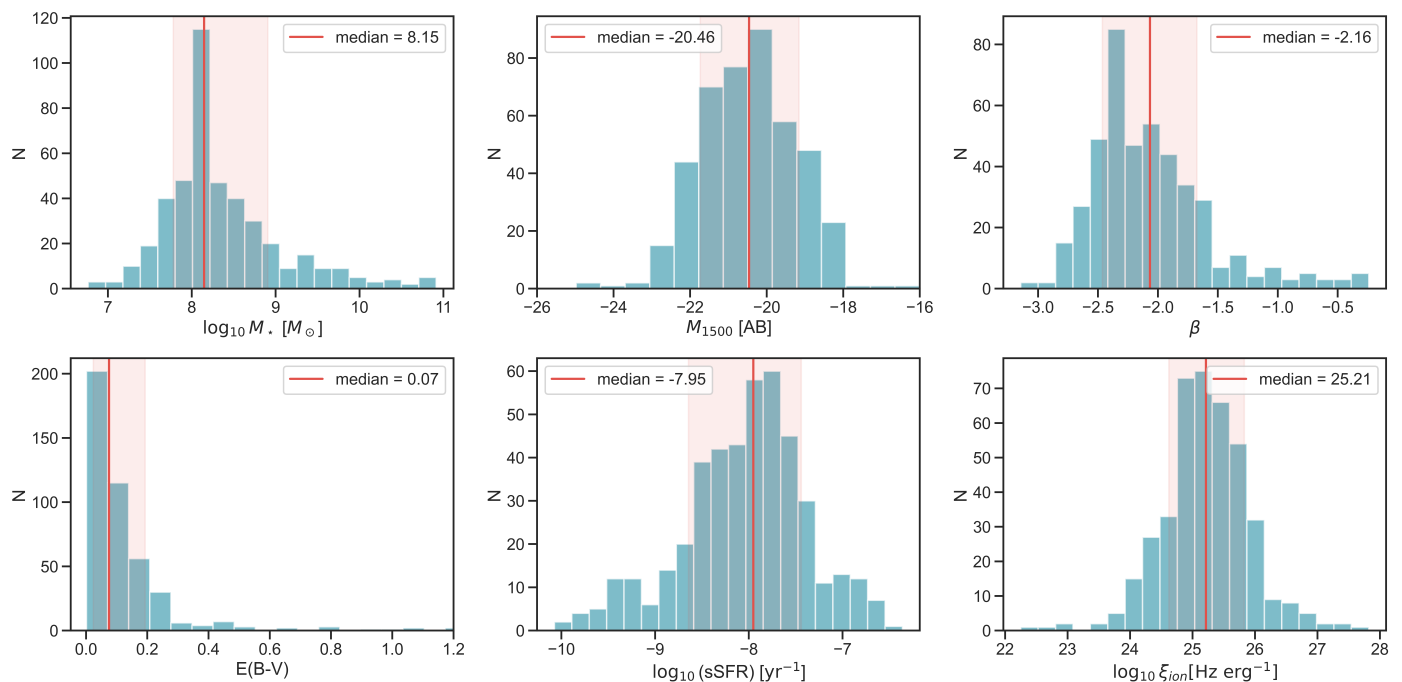 median = 8.15
120
100
80
60
40
20
0
N
7 8 9 10 11
log₁₀ M⋆ [M⊙]
median = -20.46
80
60
40
20
0
N
−26 −24 −22 −20 −18 −16
M₁₅₀₀ [AB]
median = -2.16
80
60
40
20
0
N
−3.0 −2.5 −2.0 −1.5 −1.0 −0.5
β
median = 0.07
200
150
100
50
0
N
0.0 0.2 0.4 0.6 0.8 1.0 1.2
E(B-V)
median = -7.95
60
50
40
30
20
10
0
N
−10 −9 −8 −7
log₁₀ (sSFR) [yr⁻¹]
median = 25.21
70
60
50
40
30
20
10
0
N
22 23 24 25 26 27 28
log₁₀ ξ_ion[Hz erg⁻¹]